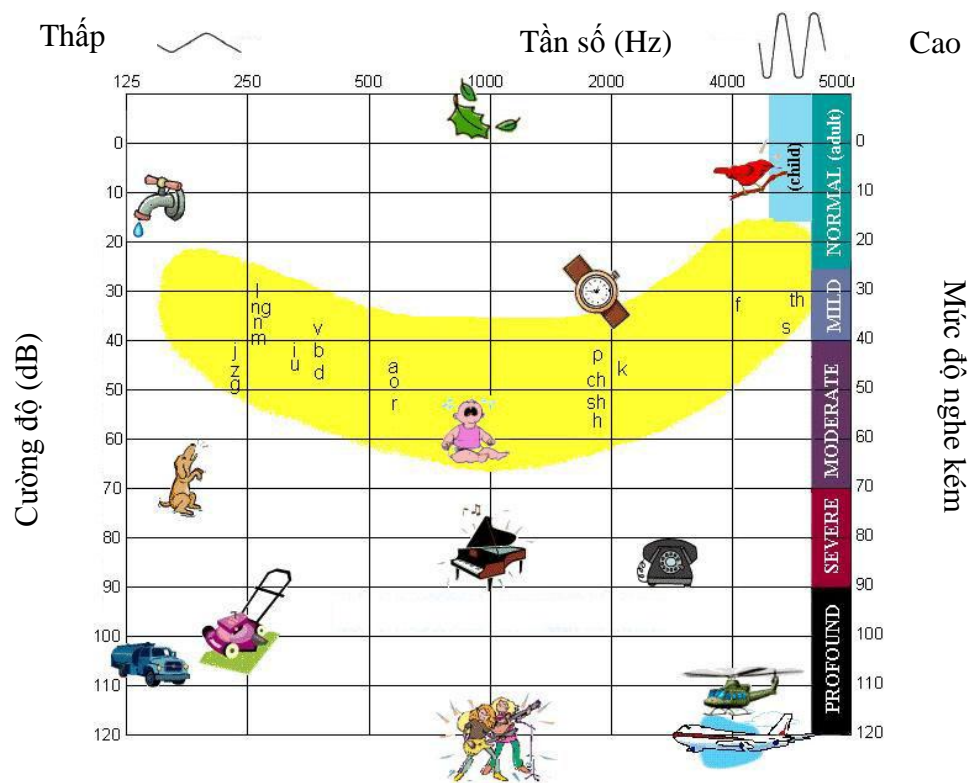 Thấp
Tần số (Hz)
Cao
125 250 500 1000 2000 4000 5000
0 0
10 10
20 20
30 30
40 40
50 50
60 60
70 70
80 80
90 90
100 100
110 110
120 120
Cường độ (dB)
Mức độ nghe kém
NORMAL (adult)
(child)
MILD
MODERATE
SEVERE
PROFOUND
l
ng
n
m
j
z
g
i
u
v
b
d
a
o
r
p
ch
sh
h
k
f
th
s